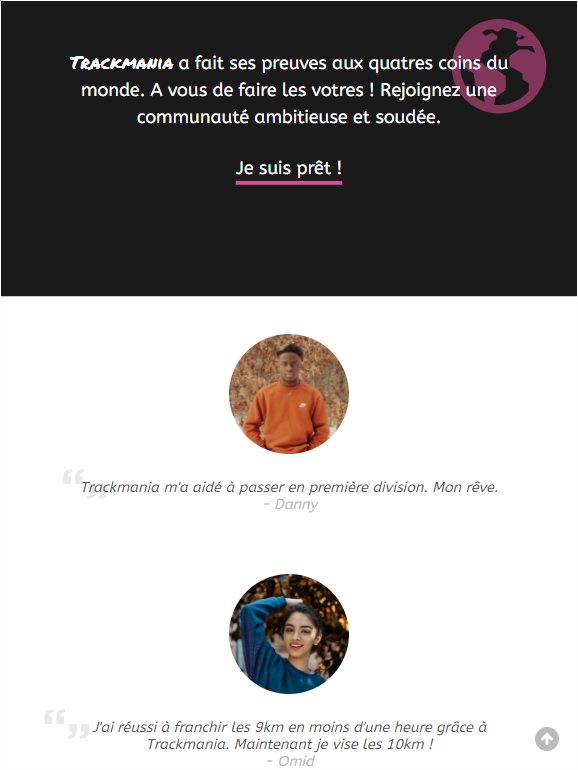 Trackmania a fait ses preuves aux quatres coins du
monde. A vous de faire les votres ! Rejoignez une
communauté ambitieuse et soudée.
Je suis prêt !
Trackmania m'a aidé à passer en première division. Mon rêve.
- Danny
J'ai réussi à franchir les 9km en moins d'une heure grâce à
Trackmania. Maintenant je vise les 10km !
- Omid